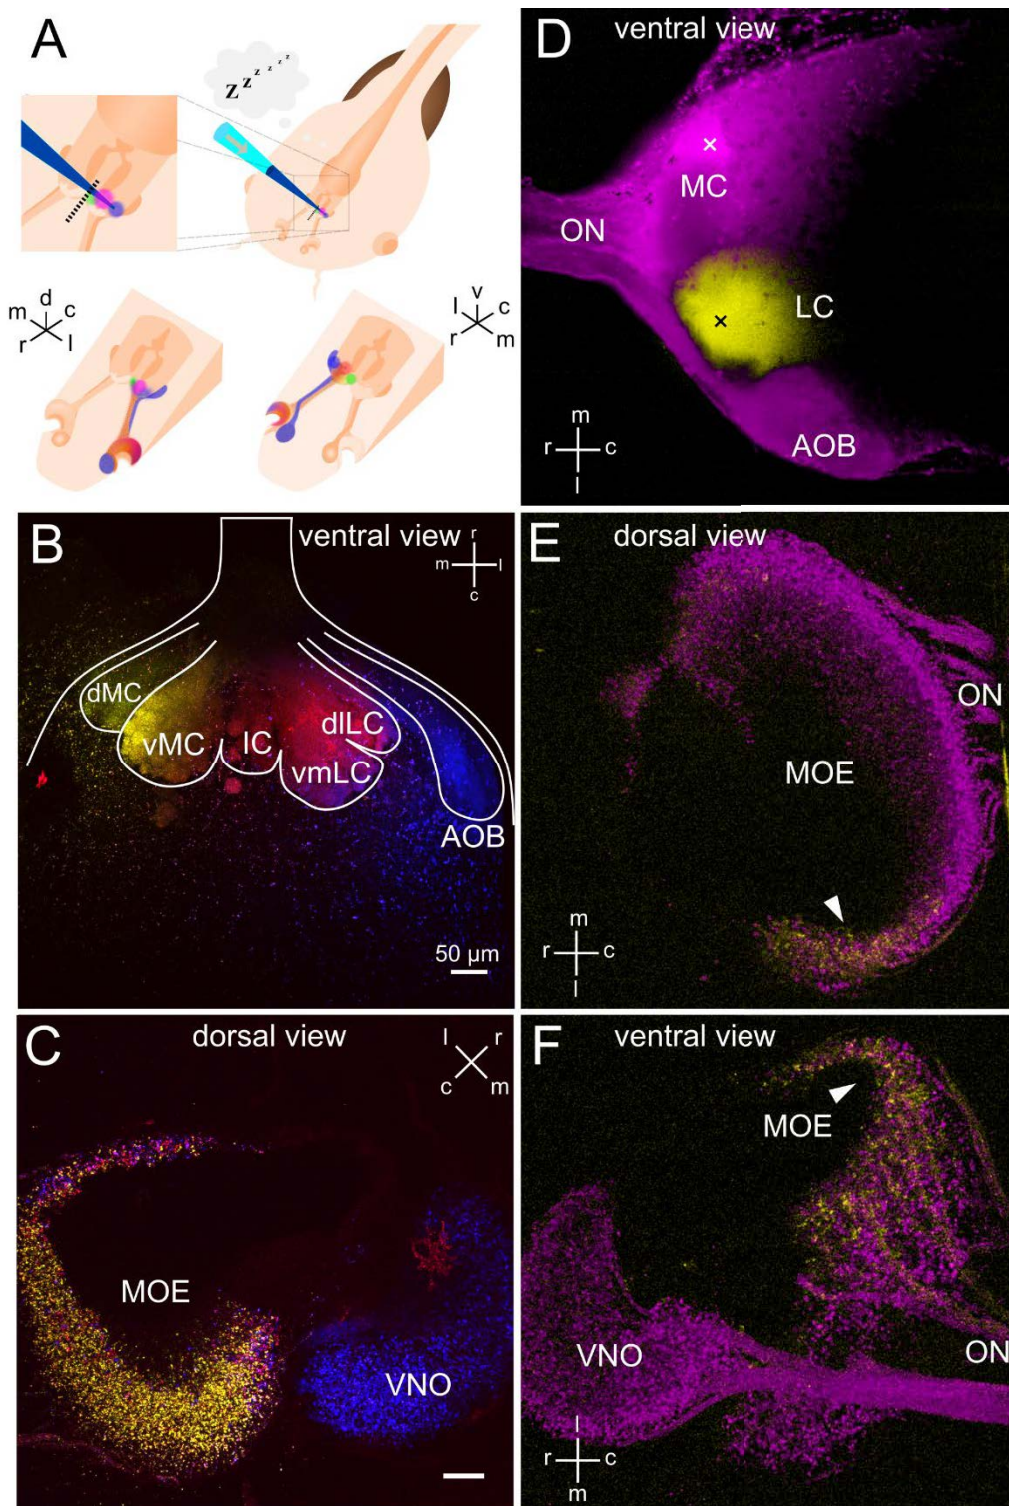 A
Z z z z z z
d
m c
r l
v
l c
r m
B
ventral view
r
m l
c
dMC
vMC
IC
dlLC
vmLC
AOB
50 µm
C
dorsal view
l r
c m
MOE
VNO
D
ventral view
MC
ON
LC
AOB
m
r c
l
E
dorsal view
ON
MOE
m
r c
l
F
ventral view
MOE
VNO
ON
l
r c
m